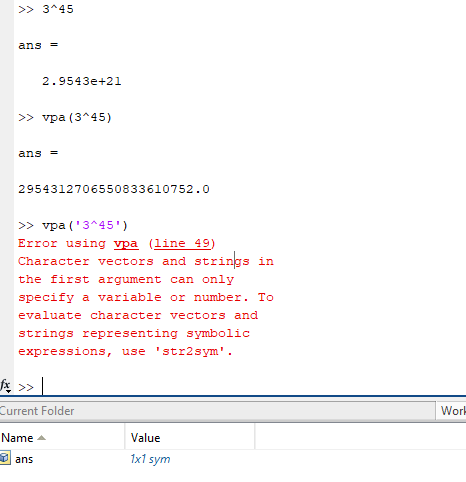 >> 3^45
ans =
2.9543e+21
>> vpa(3^45)
ans =
2954312706550833610752.0
>> vpa('3^45')
Error using vpa (line 49)
Character vectors and strings in
the first argument can only
specify a variable or number. To
evaluate character vectors and
strings representing symbolic
expressions, use 'str2sym'.
fx >>
Current Folder Work
Name Value
ans 1x1 sym